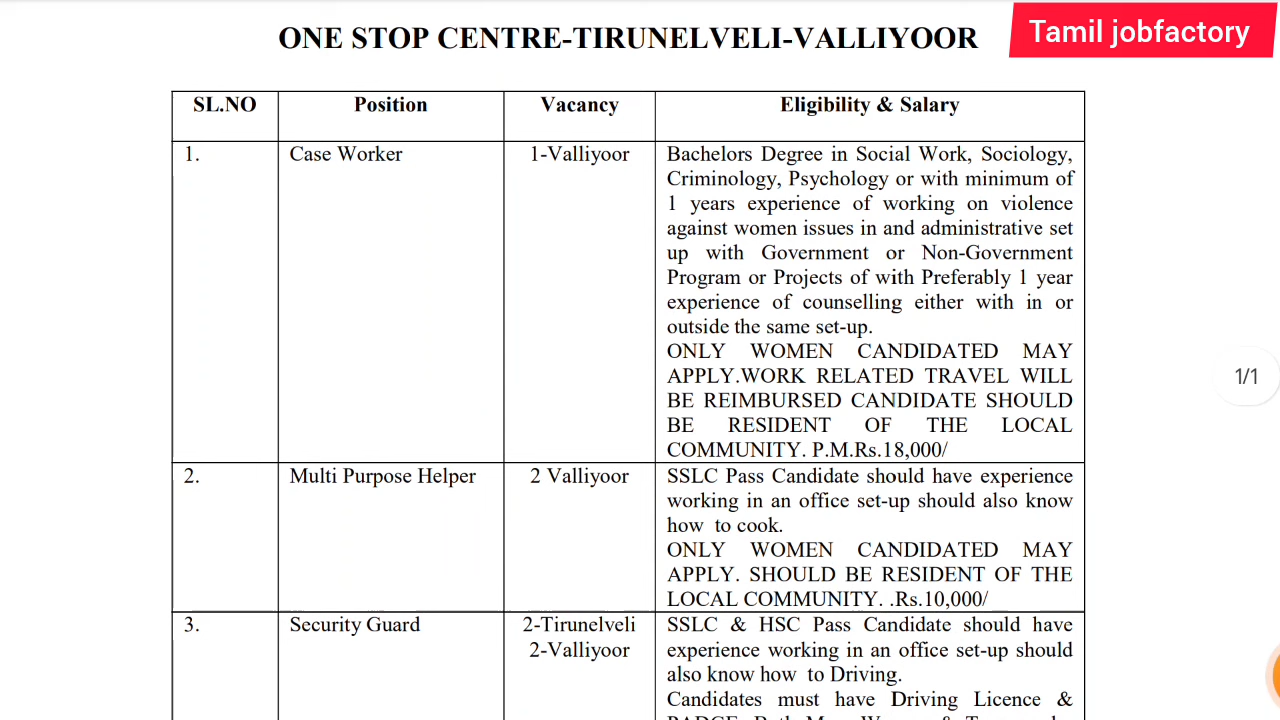 ONE STOP CENTRE-TIRUNELVELI-VALLIYOOR
Tamil jobfactory
SL.NO Position Vacancy Eligibility & Salary
1. Case Worker 1-Valliyoor Bachelors Degree in Social Work, Sociology,
Criminology, Psychology or with minimum of
1 years experience of working on violence
against women issues in and administrative set
up with Government or Non-Government
Program or Projects of with Preferably 1 year
experience of counselling either with in or
outside the same set-up.
ONLY WOMEN CANDIDATED MAY
APPLY.WORK RELATED TRAVEL WILL
BE REIMBURSED CANDIDATE SHOULD
BE RESIDENT OF THE LOCAL
COMMUNITY. P.M.Rs.18,000/
1/1
2. Multi Purpose Helper 2 Valliyoor SSLC Pass Candidate should have experience
working in an office set-up should also know
how to cook.
ONLY WOMEN CANDIDATED MAY
APPLY. SHOULD BE RESIDENT OF THE
LOCAL COMMUNITY. .Rs.10,000/
3. Security Guard 2-Tirunelveli SSLC & HSC Pass Candidate should have
2-Valliyoor experience working in an office set-up should
also know how to Driving.
Candidates must have Driving Licence &